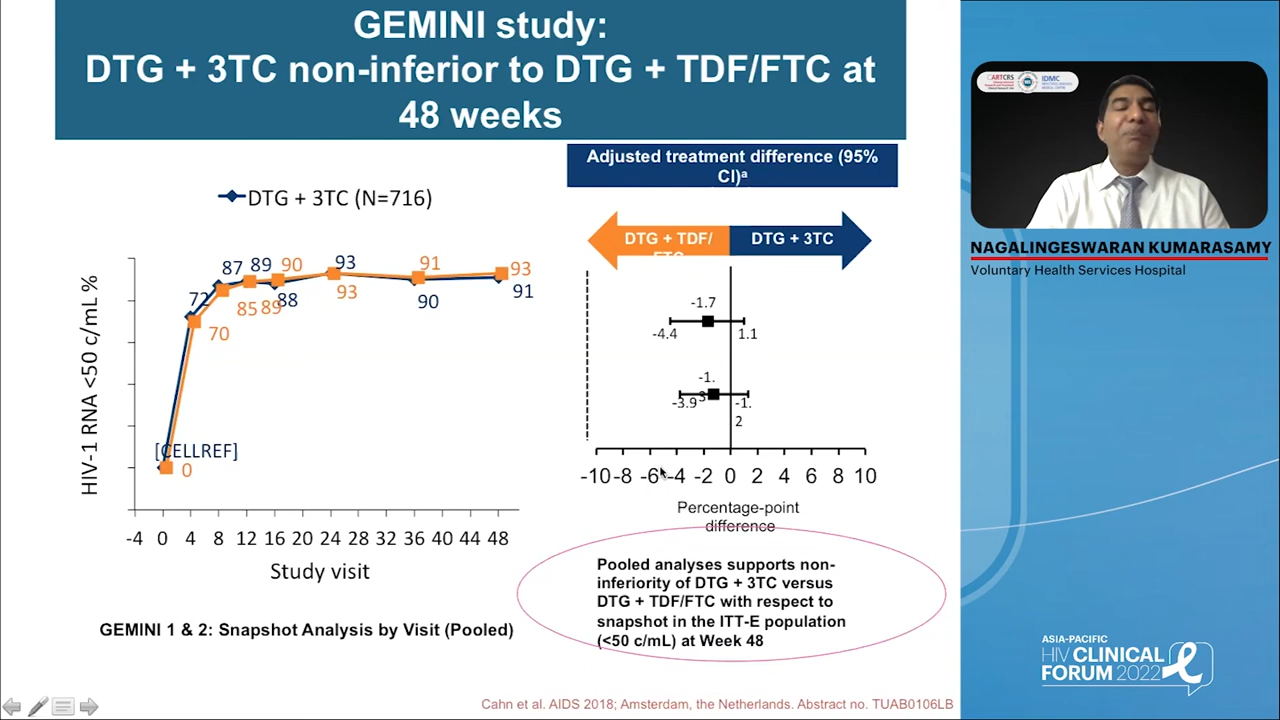 GEMINI study:
DTG + 3TC non-inferior to DTG + TDF/FTC at
48 weeks
DTG + 3TC (N=716)
HIV-1 RNA <50 c/mL %
72
87
89
90
93
91
93
70
85
89
88
93
90
91
[CELLREF]
0
-4 0 4 8 12 16 20 24 28 32 36 40 44 48
Study visit
GEMINI 1 & 2: Snapshot Analysis by Visit (Pooled)
Adjusted treatment difference (95%
CI)a
DTG + TDF/
FTC
DTG + 3TC
-1.7
-4.4
1.1
-1.
3
-3.9
-1.
2
-10 -8 -6 -4 -2 0 2 4 6 8 10
Percentage-point
difference
Pooled analyses supports non-
inferiority of DTG + 3TC versus
DTG + TDF/FTC with respect to
snapshot in the ITT-E population
(<50 c/mL) at Week 48
Cahn et al. AIDS 2018; Amsterdam, the Netherlands. Abstract no. TUAB0106LB
CARTCRS
IDMC
NAGALINGESWARAN KUMARASAMY
Voluntary Health Services Hospital
ASIA-PACIFIC
HIV CLINICAL
FORUM 2022